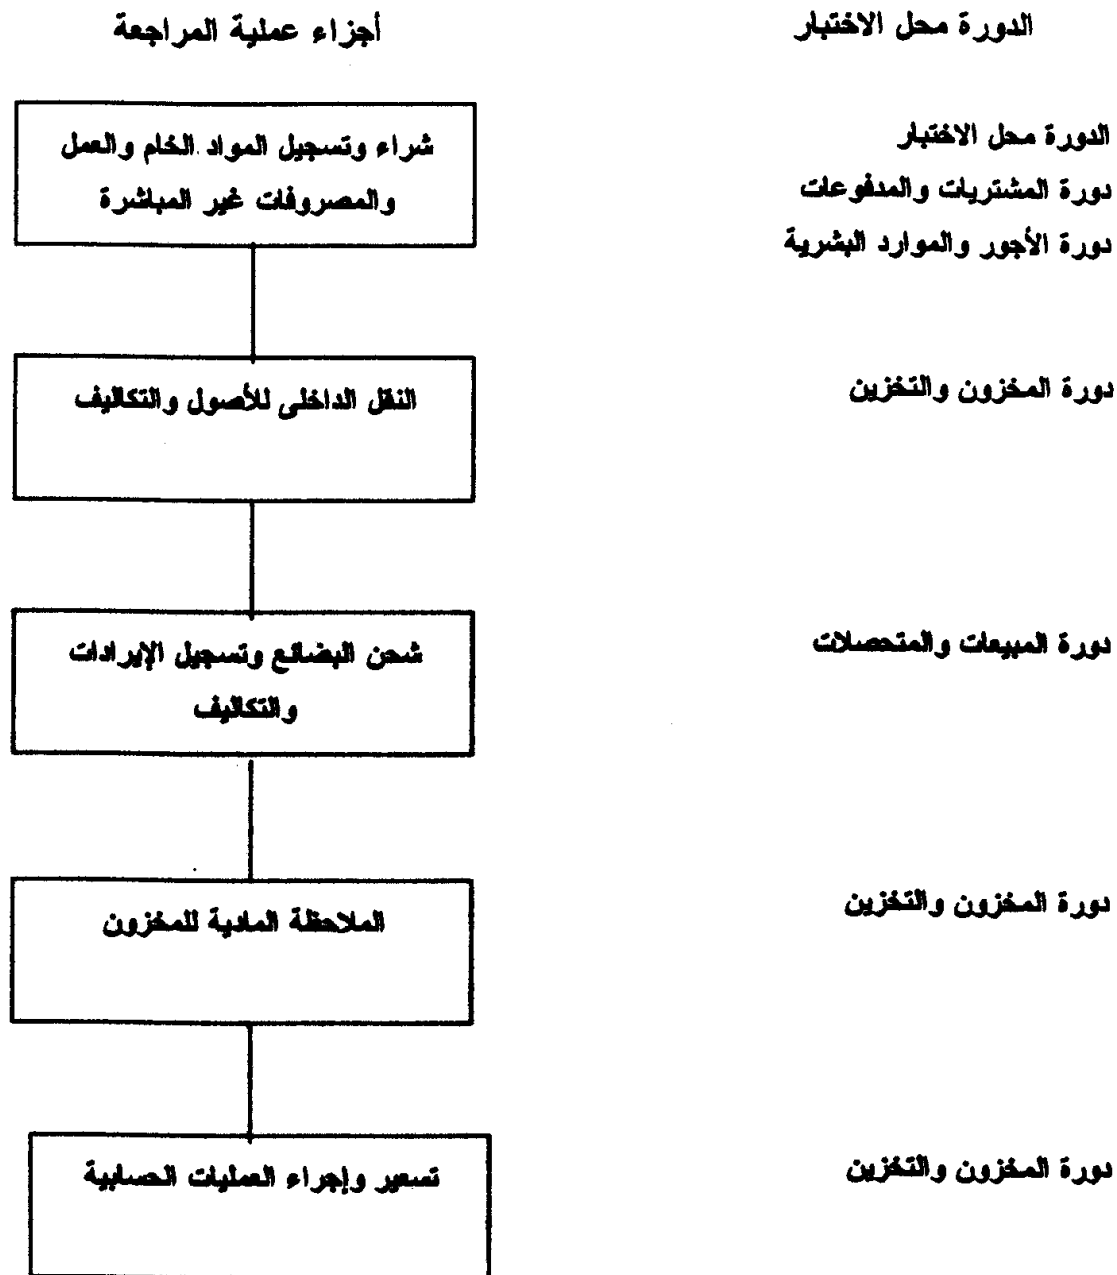 الدورة محل الاختبار
أجزاء عملية المراجعة
الدورة محل الاختبار
دورة المشتريات والمدفوعات
دورة الأجور والموارد البشرية
شراء وتسجيل المواد الخام والعمل
والمصروفات غير المباشرة
دورة المخزون والتخزين
النقل الداخلى للأصول والتكاليف
دورة المبيعات والمتحصلات
شحن البضائع وتسجيل الإيرادات
والتكاليف
دورة المخزون والتخزين
الملاحظة المادية للمخزون
دورة المخزون والتخزين
تسعير وإجراء العمليات الحسابية